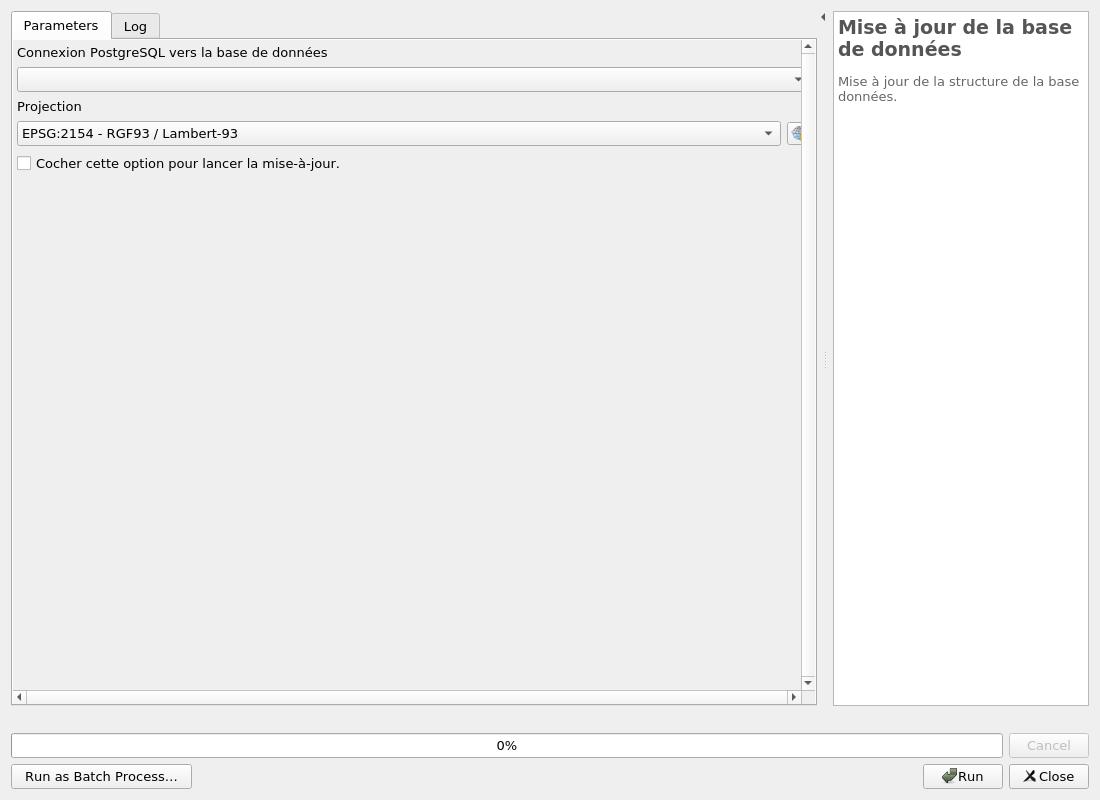 Parameters
Log
Connexion PostgreSQL vers la base de données
Projection
EPSG:2154 - RGF93 / Lambert-93
Cocher cette option pour lancer la mise-à-jour.
Mise à jour de la base
de données
Mise à jour de la structure de la base
données.
0%
Cancel
Run as Batch Process…
Run
Close